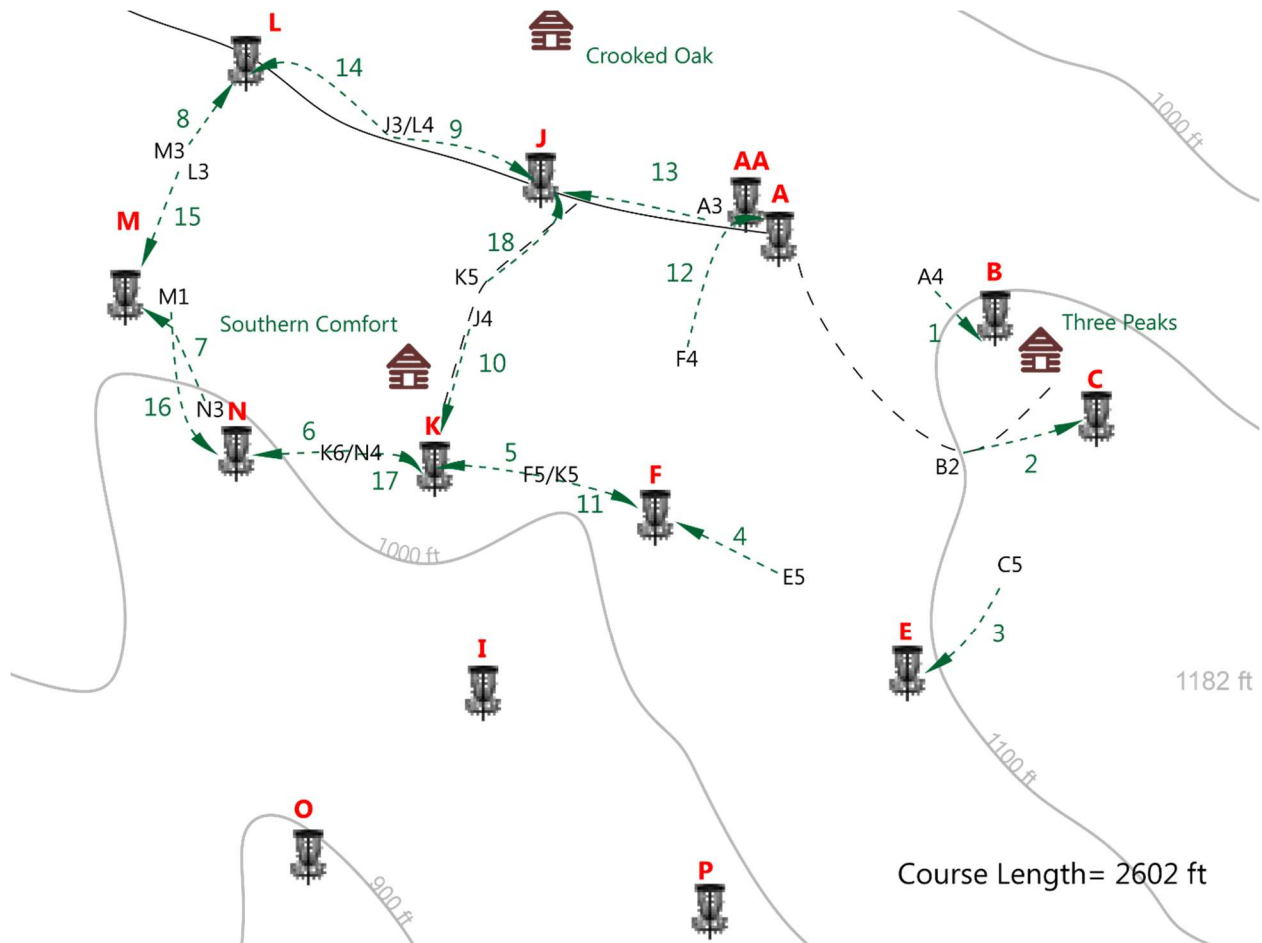 L
Crooked Oak
14
1000 ft
8
J3/L4
9
J
M3
L3
13
AA
A
A3
M
15
18
12
K5
A4
B
M1
Southern Comfort
J4
Three Peaks
7
1
F4
10
C
16
N3
N
K
6
K6/N4
5
B2
2
17
F5/K5
F
11
1000 ft
4
E5
C5
E
3
I
1182 ft
1100 ft
O
P
Course Length= 2602 ft
900 ft